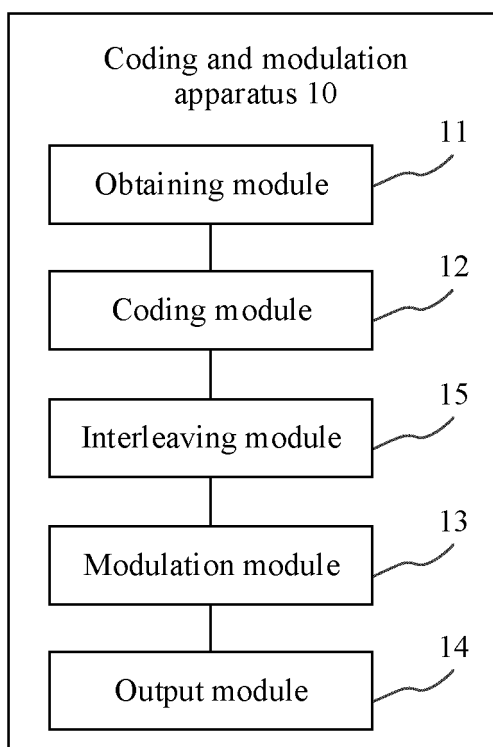 Coding and modulation
apparatus 10
11
Obtaining module
12
Coding module
15
Interleaving module
13
Modulation module
14
Output module